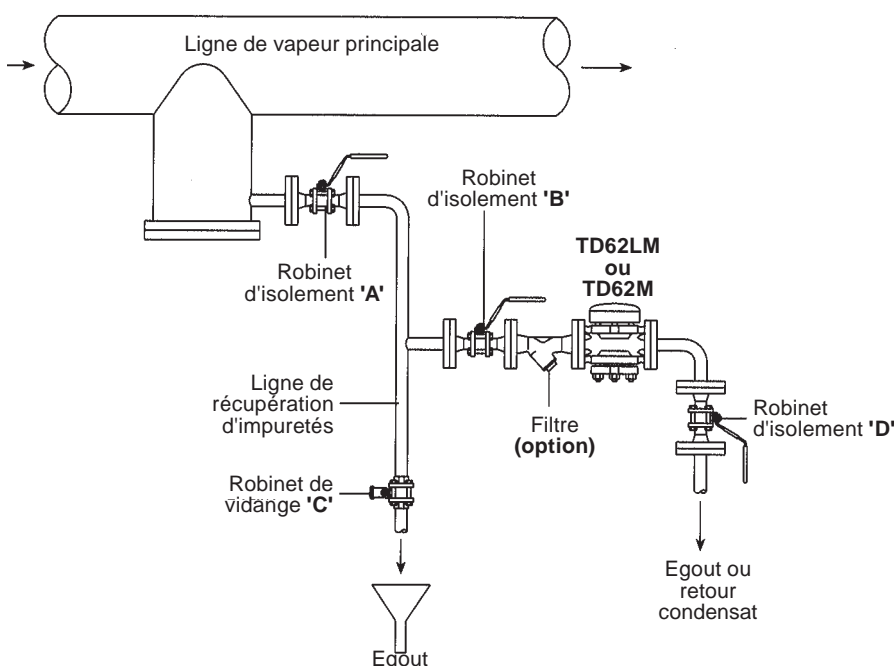 Ligne de vapeur principale
Robinet
d'isolement 'B'
TD62LM
ou
TD62M
Robinet
d'isolement 'A'
Ligne de
récupération
d'impuretés
Filtre
(option)
Robinet
d'isolement 'D'
Robinet de
vidange 'C'
Egout ou
retour
condensat
Egout